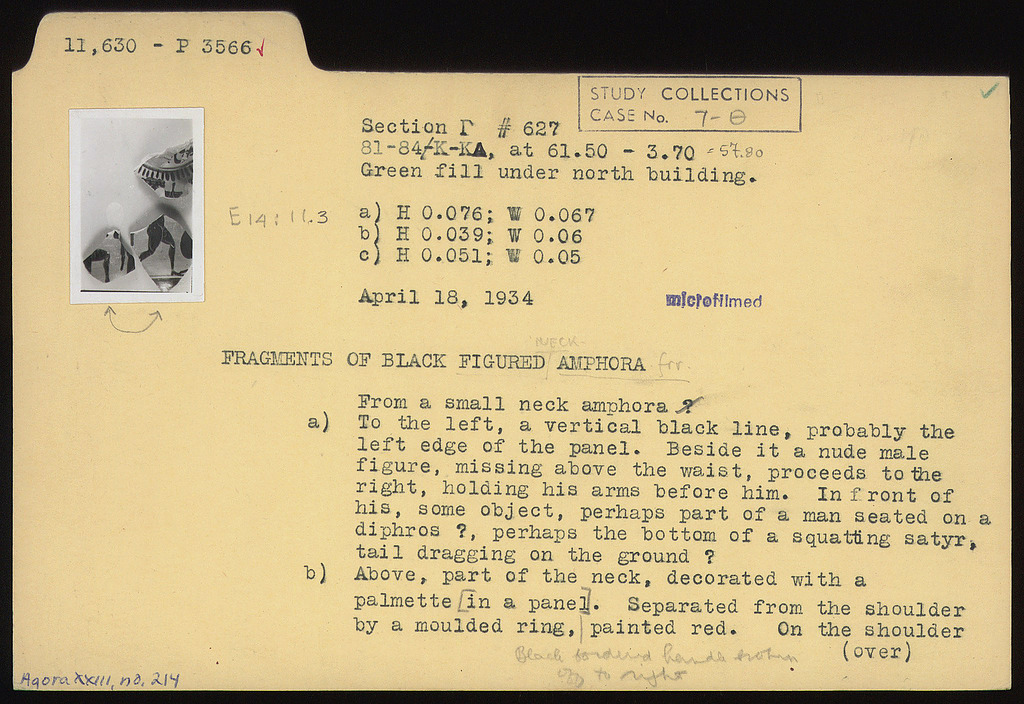 11,630 - P 3566 ✓
STUDY COLLECTIONS
CASE No. 7-Θ
Section Γ # 627
81-84/K-KA, at 61.50 - 3.70 = 57.80
Green fill under north building.
E 14 : 11.3
a) H 0.076; W 0.067
b) H 0.039; W 0.06
c) H 0.051; W 0.05
April 18, 1934
microfilmed
NECK-
FRAGMENTS OF BLACK FIGURED AMPHORA frr.
From a small neck amphora ?
a) To the left, a vertical black line, probably the
left edge of the panel. Beside it a nude male
figure, missing above the waist, proceeds to the
right, holding his arms before him. In front of
his, some object, perhaps part of a man seated on a
diphros ?, perhaps the bottom of a squatting satyr,
tail dragging on the ground ?
b) Above, part of the neck, decorated with a
palmette [in a panel]. Separated from the shoulder
by a moulded ring, painted red. On the shoulder
(over)
Black handle broken
off to right
Agora XXIII, no. 214